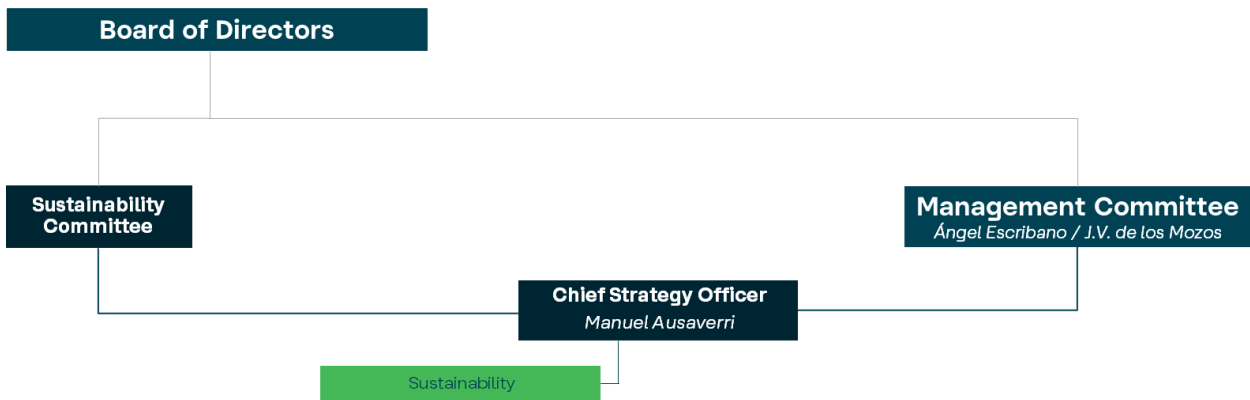 Board of Directors
Sustainability
Committee
Management Committee
Ángel Escribano / J.V. de los Mozos
Chief Strategy Officer
Manuel Ausaverri
Sustainability